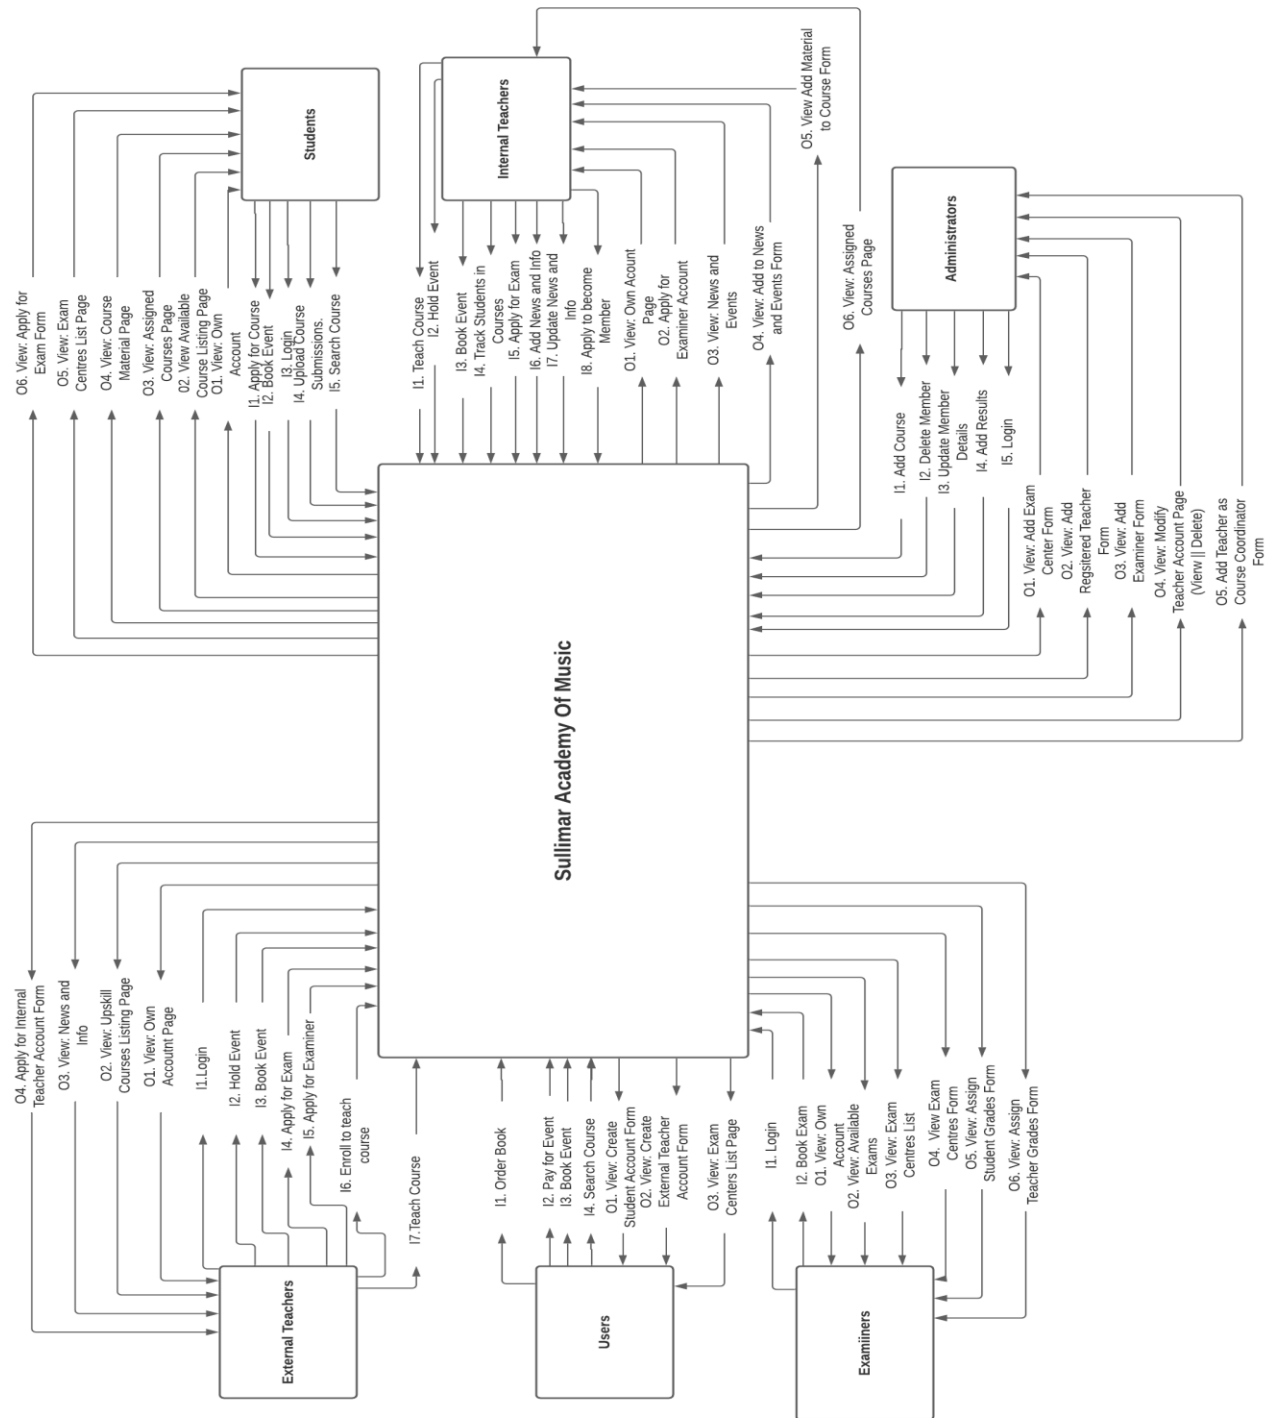 Students
O6. View: Apply for
Exam Form
O5. View: Exam
Centres List Page
O4. View: Course
Material Page
O3. View: Assigned
Courses Page
02. View Available
Course Listing Page
O1. View: Own
Account
I1. Apply for Course
I2. Book Event
I3. Login
I4. Upload Course
Submissions.
I5. Search Course
Internal Teachers
I1. Teach Course
I2. Hold Event
I3. Book Event
I4. Track Students in
Courses
I5. Apply for Exam
I6. Add News and Info
I7. Update News and
Info
I8. Apply to become
Member
O1. View: Own Acount
Page
O2. Apply for
Examiner Account
O3. View: News and
Events
O4. View: Add to News
and Events Form
O5. View Add Material
to Course Form
O6. View: Assigned
Courses Page
Administrators
I1. Add Course
I2. Delete Member
I3. Update Member
Details
I4. Add Results
I5. Login
O1. View: Add Exam
Center Form
O2. View: Add
Regsitered Teacher
Form
O3. View: Add
Examiner Form
O4. View: Modify
Teacher Account Page
(Vierw || Delete)
O5. Add Teacher as
Course Coordinator
Form
Sullimar Academy Of Music
External Teachers
O4. Apply for Internal
Teacher Account Form
O3. View: News and
Info
O2. View: Upskill
Courses Listing Page
O1. View: Own
Accoutnt Page
I1.Login
I2. Hold Event
I3. Book Event
I4. Apply for Exam
I5. Apply for Examiner
I6. Enroll to teach
course
I7.Teach Course
Users
I1. Order Book
I2. Pay for Event
I3. Book Event
I4. Search Course
O1. View: Create
Student Account Form
O2. View: Create
External Teacher
Account Form
O3. View: Exam
Centers List Page
Examiiners
I1. Login
I2. Book Exam
O1. View: Own
Account
O2. View: Available
Exams
O3. View: Exam
Centres List
O4. View Exam
Centres Form
O5. View: Assign
Student Grades Form
O6. View: Assign
Teacher Grades Form